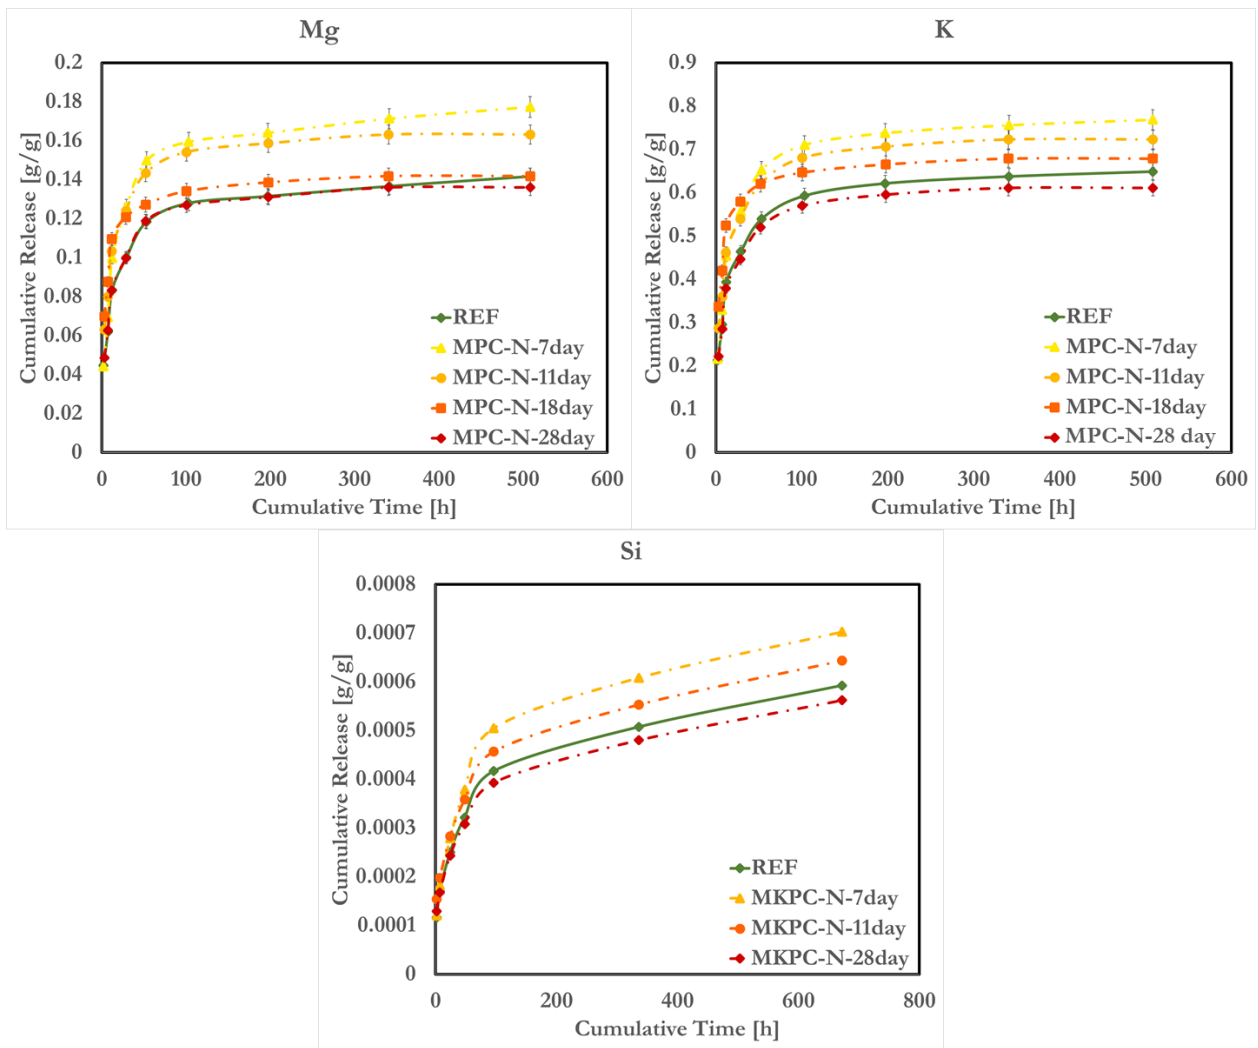 Mg
0.2
0.18
0.16
0.14
0.12
0.1
0.08
0.06
0.04
0.02
0
Cumulative Release [g/g]
0 100 200 300 400 500 600
Cumulative Time [h]
REF
MPC-N-7day
MPC-N-11day
MPC-N-18day
MPC-N-28day
K
0.9
0.8
0.7
0.6
0.5
0.4
0.3
0.2
0.1
0
Cumulative Release [g/g]
0 100 200 300 400 500 600
Cumulative Time [h]
REF
MPC-N-7day
MPC-N-11day
MPC-N-18day
MPC-N-28 day
Si
0.0008
0.0007
0.0006
0.0005
0.0004
0.0003
0.0002
0.0001
0
Cumulative Release [g/g]
0 200 400 600 800
Cumulative Time [h]
REF
MKPC-N-7day
MKPC-N-11day
MKPC-N-28day